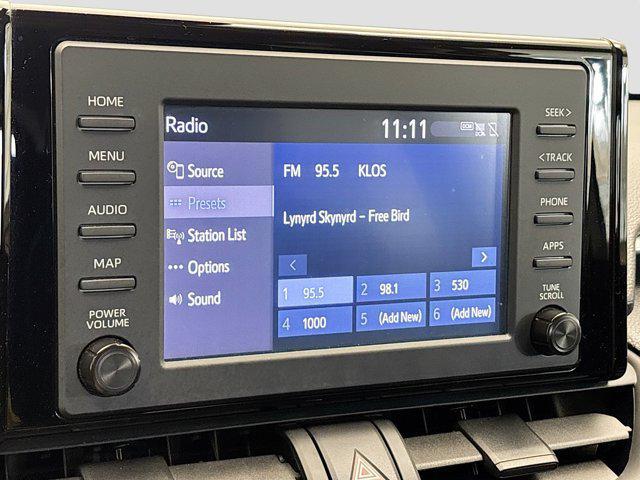 HOME
MENU
AUDIO
MAP
POWER
VOLUME
Radio
11:11
DCM
Source
Presets
Station List
Options
Sound
FM 95.5 KLOS
Lynyrd Skynyrd – Free Bird
< >
1 95.5
2 98.1
3 530
4 1000
5 (Add New)
6 (Add New)
SEEK >
< TRACK
PHONE
APPS
TUNE
SCROLL